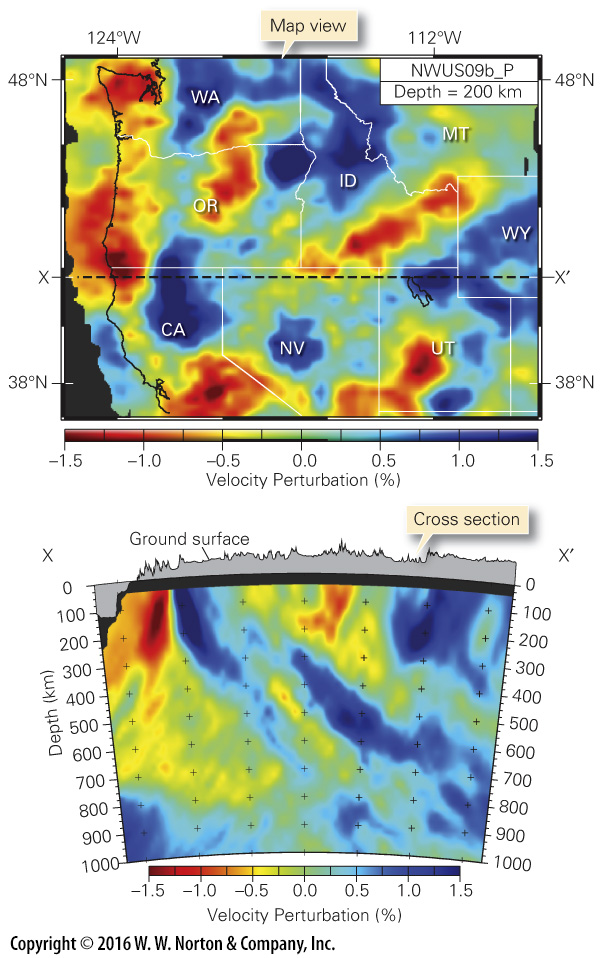 Map view
124°W 112°W
48°N WA NWUS09b_P 48°N
Depth = 200 km
MT
ID
OR
WY
X X′
CA
NV UT
38°N 38°N
−1.5 −1.0 −0.5 0.0 0.5 1.0 1.5
Velocity Perturbation (%)
Cross section
Ground surface
X X′
0 0
100 100
200 200
300 300
400 400
500 500
600 600
700 700
800 800
900 900
1000 1000
Depth (km)
−1.5 −1.0 −0.5 0.0 0.5 1.0 1.5
Velocity Perturbation (%)
Copyright © 2016 W. W. Norton & Company, Inc.